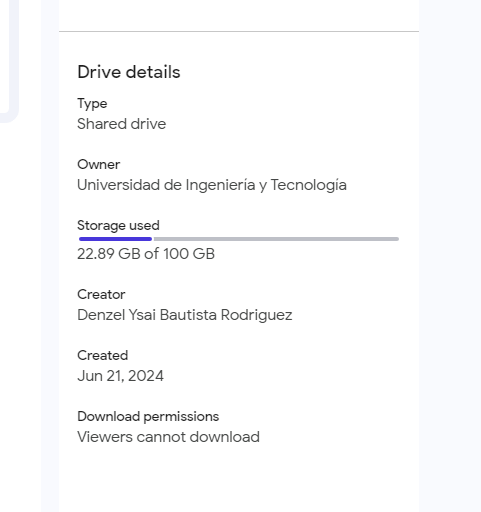 Drive details
Type
Shared drive
Owner
Universidad de Ingeniería y Tecnología
Storage used
22.89 GB of 100 GB
Creator
Denzel Ysai Bautista Rodriguez
Created
Jun 21, 2024
Download permissions
Viewers cannot download